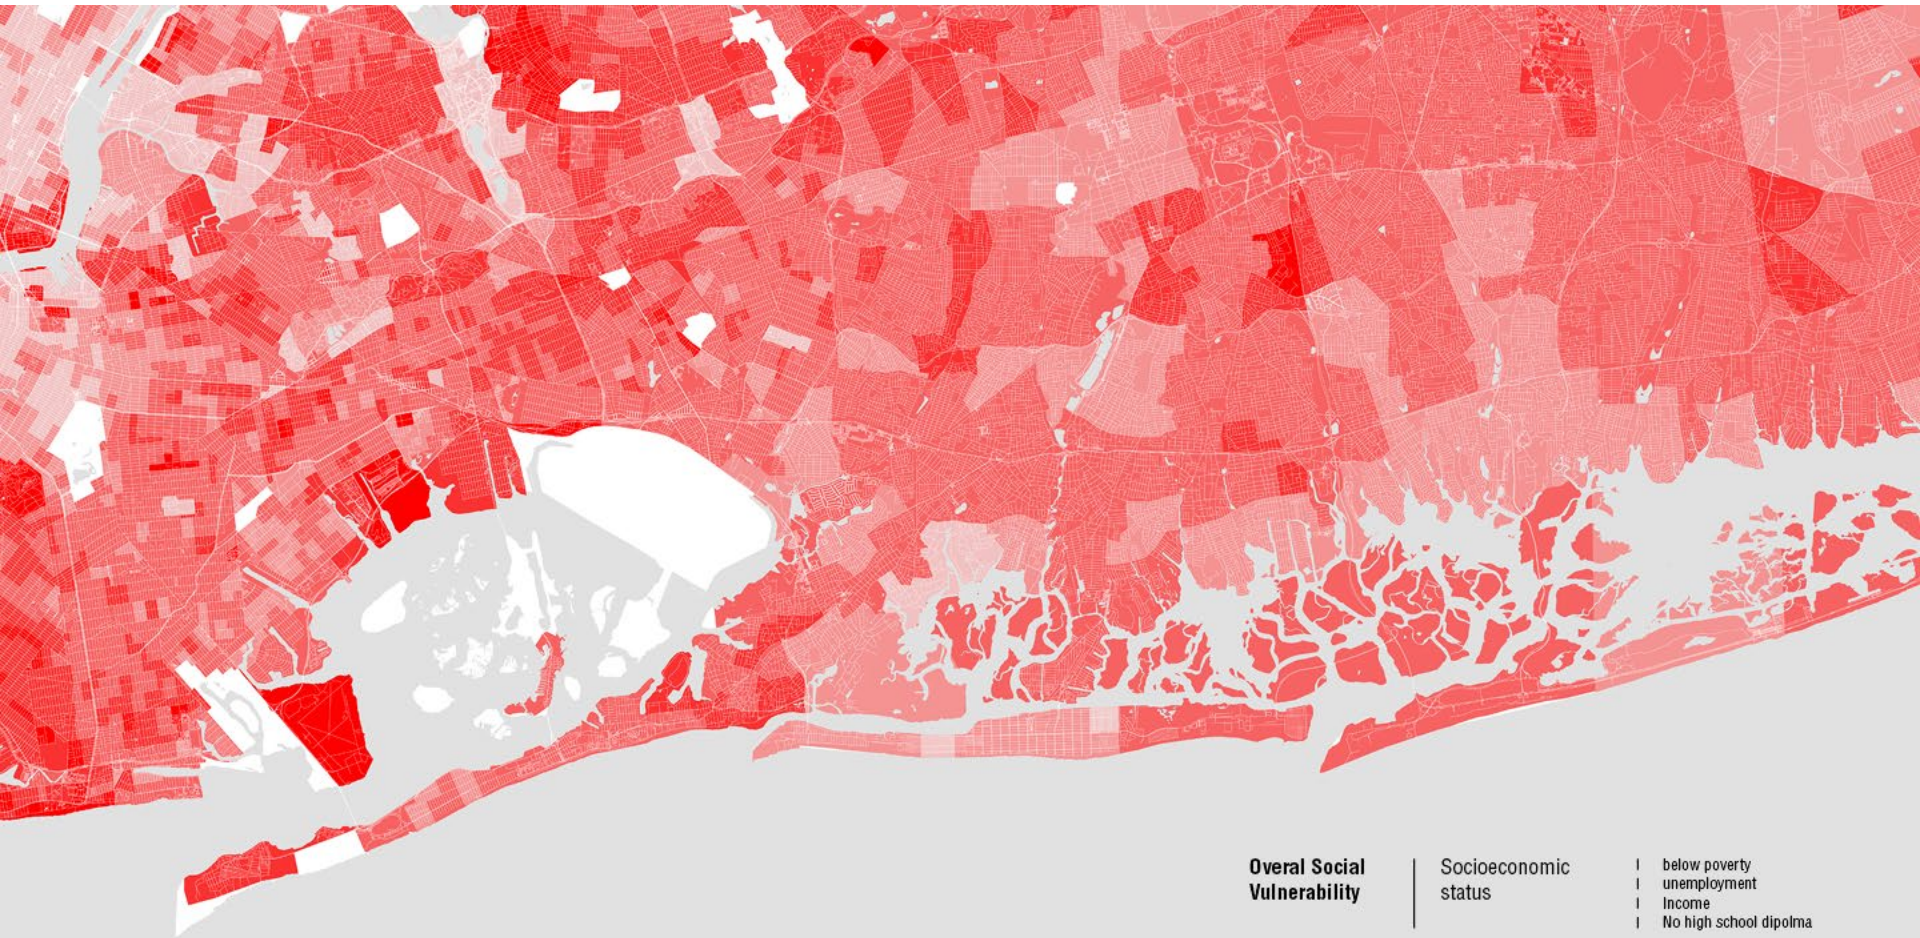 Overal Social
Vulnerability
Socioeconomic
status
below poverty
unemployment
Income
No high school dipolma